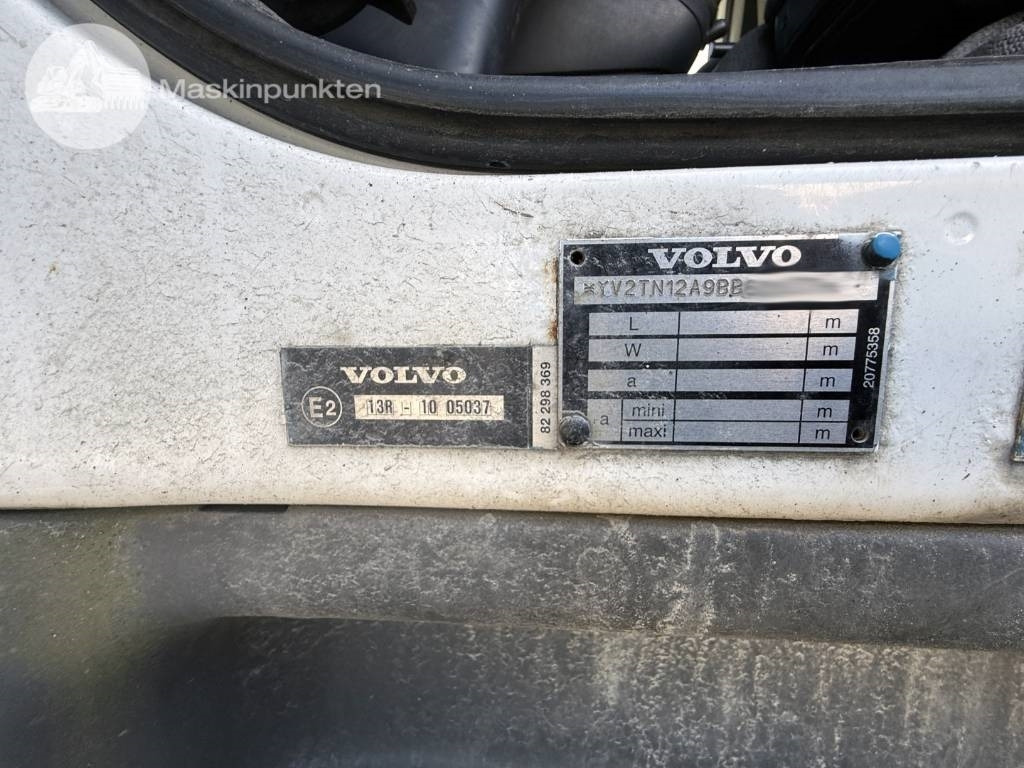 Maskinpunkten
VOLVO
*YV2TN12A9BB
L m
W m
a m
a mini m
maxi m
20775358
VOLVO
E2 13R - 10 05037
82 298 369